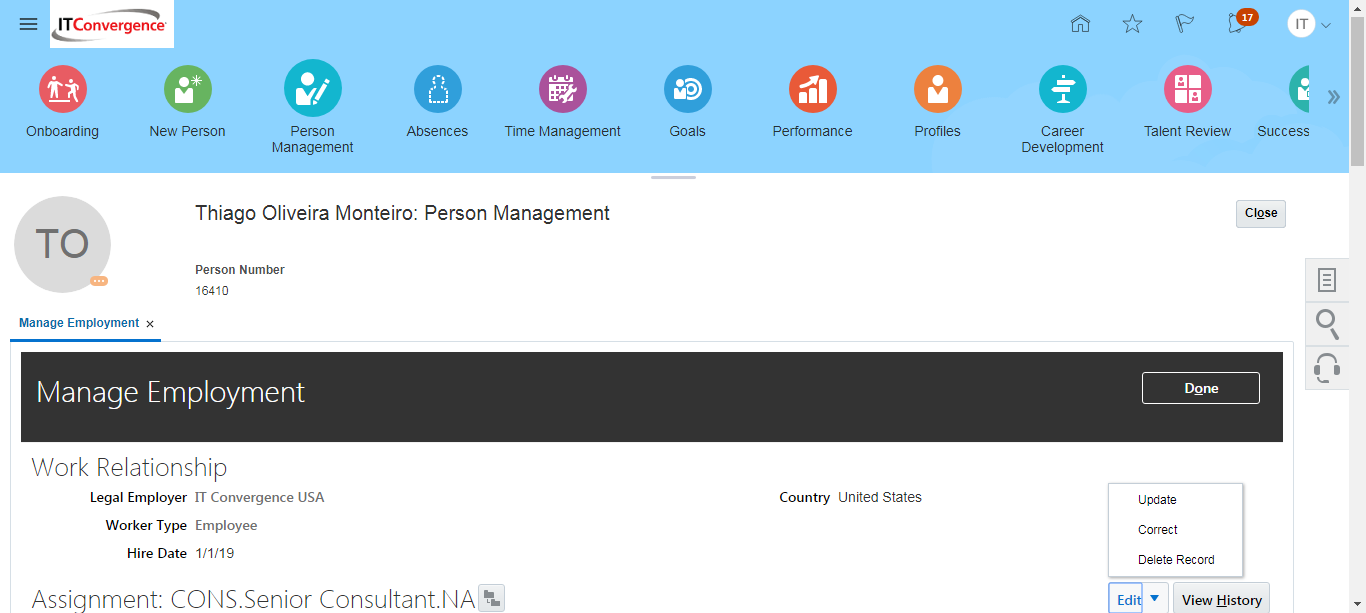 ITConvergence
17
IT
Onboarding
New Person
Person
Management
Absences
Time Management
Goals
Performance
Profiles
Career
Development
Talent Review
Success
TO
Thiago Oliveira Monteiro: Person Management
Close
Person Number
16410
Manage Employment
Manage Employment
Done
Work Relationship
Legal Employer IT Convergence USA
Country United States
Worker Type Employee
Hire Date 1/1/19
Update
Correct
Delete Record
Assignment: CONS.Senior Consultant.NA
Edit
View History